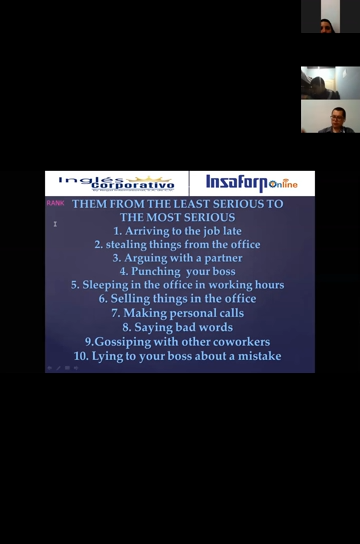 Inglés
Corporativo
Insaforp online
RANK THEM FROM THE LEAST SERIOUS TO
THE MOST SERIOUS
1. Arriving to the job late
2. stealing things from the office
3. Arguing with a partner
4. Punching your boss
5. Sleeping in the office in working hours
6. Selling things in the office
7. Making personal calls
8. Saying bad words
9.Gossiping with other coworkers
10. Lying to your boss about a mistake